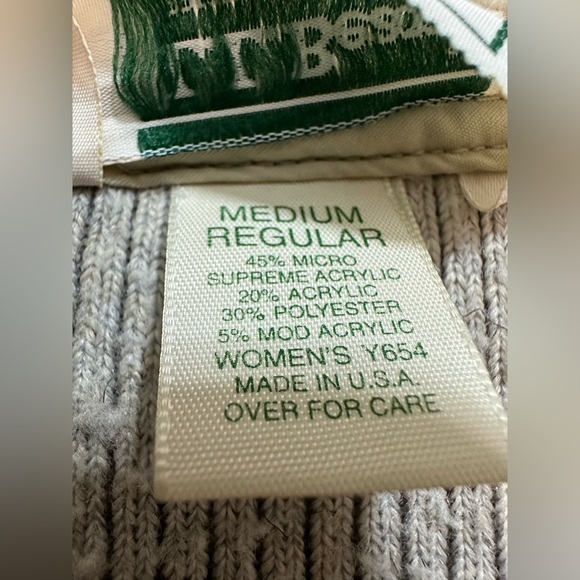 MEDIUM
REGULAR
45% MICRO
SUPREME ACRYLIC
20% ACRYLIC
30% POLYESTER
5% MOD ACRYLIC
WOMEN'S Y654
MADE IN U.S.A.
OVER FOR CARE